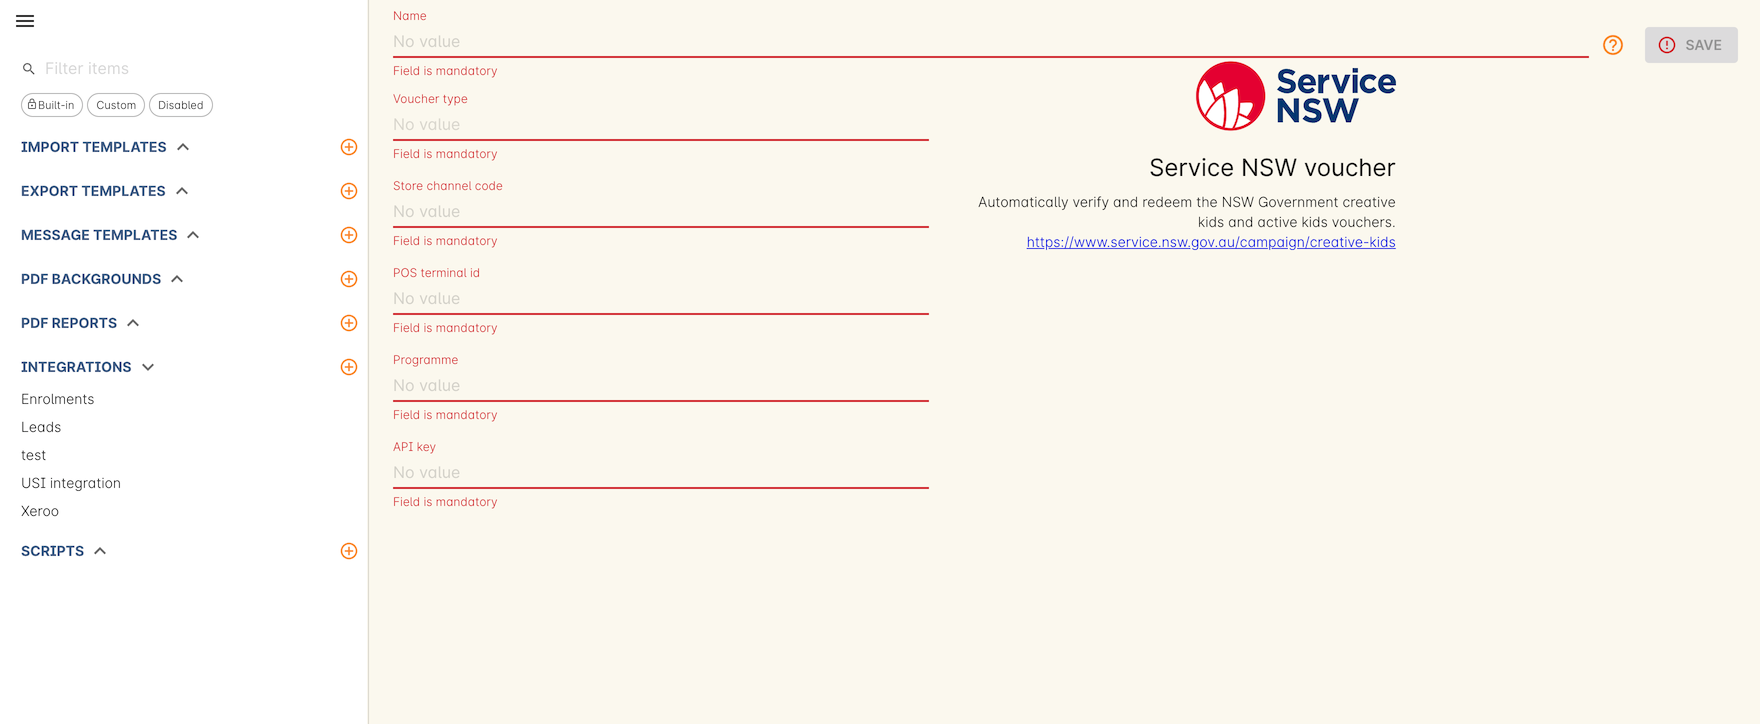 Filter items
Built-in
Custom
Disabled
IMPORT TEMPLATES
EXPORT TEMPLATES
MESSAGE TEMPLATES
PDF BACKGROUNDS
PDF REPORTS
INTEGRATIONS
Enrolments
Leads
test
USI integration
Xeroo
SCRIPTS
Name
No value
Field is mandatory
SAVE
Voucher type
No value
Field is mandatory
Store channel code
No value
Field is mandatory
POS terminal id
No value
Field is mandatory
Programme
No value
Field is mandatory
API key
No value
Field is mandatory
Service
NSW
Service NSW voucher
Automatically verify and redeem the NSW Government creative
kids and active kids vouchers.
https://www.service.nsw.gov.au/campaign/creative-kids